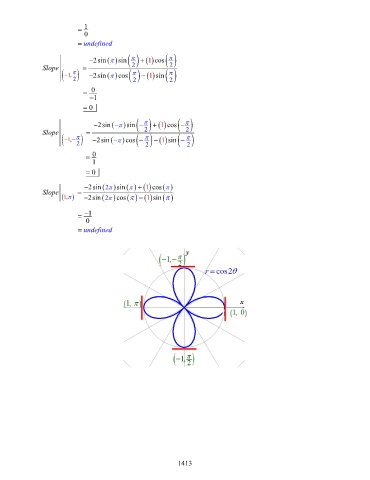 = 1/0
= undefined
Slope|(−1, π/2) = (−2 sin(π) sin(π/2) + (1) cos(π/2)) / (−2 sin(π) cos(π/2) − (1) sin(π/2))
= 0/−1
= 0
Slope|(−1, −π/2) = (−2 sin(−π) sin(−π/2) + (1) cos(−π/2)) / (−2 sin(−π) cos(−π/2) − (1) sin(−π/2))
= 0/1
= 0
Slope|(1, π) = (−2 sin(2π) sin(π) + (1) cos(π)) / (−2 sin(2π) cos(π) − (1) sin(π))
= −1/0
= undefined
y
(−1, −π/2)
r = cos 2θ
(1, π)
x
(1, 0)
(−1, π/2)
1413